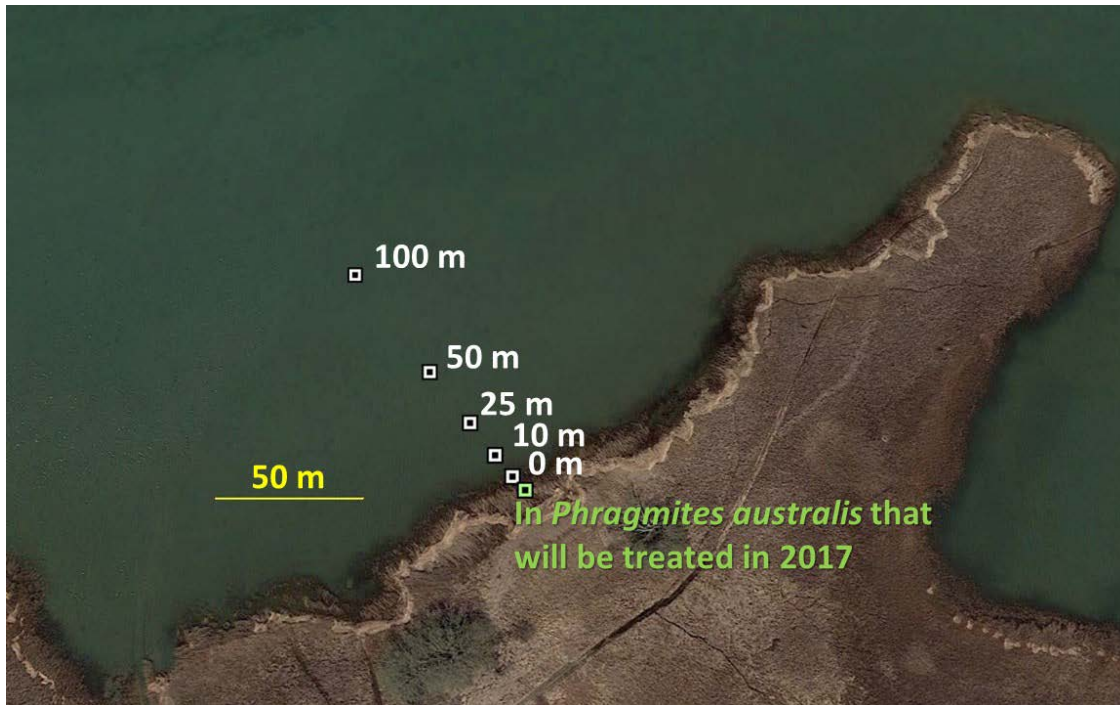 100 m
50 m
25 m
10 m
0 m
50 m
In Phragmites australis that
will be treated in 2017